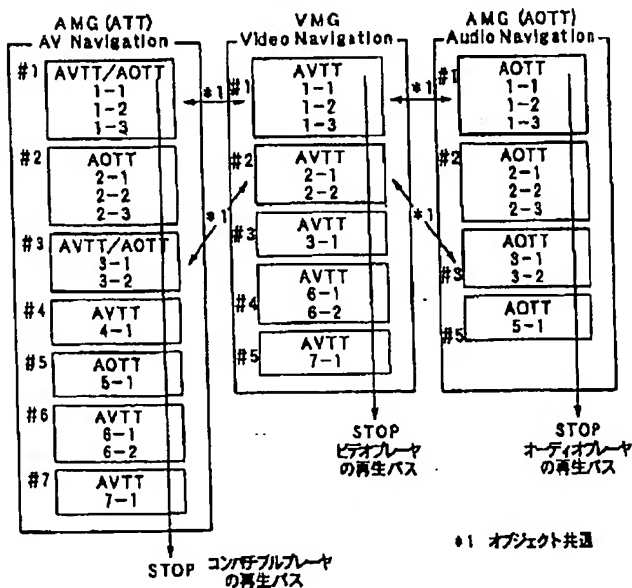 AMG (ATT)
AV Navigation
#1
AVTT/AOTT
1-1
1-2
1-3
#2
AOTT
2-1
2-2
2-3
#3
AVTT/AOTT
3-1
3-2
#4
AVTT
4-1
#5
AOTT
5-1
#6
AVTT
6-1
6-2
#7
AVTT
7-1
STOP コンパチブルプレーヤ
の再生パス
*1
*1
VMG
Video Navigation
#1
AVTT
1-1
1-2
1-3
#2
AVTT
2-1
2-2
#3
AVTT
3-1
#4
AVTT
6-1
6-2
#5
AVTT
7-1
STOP
ビデオプレーヤ
の再生パス
*1
*1
AMG (AOTT)
Audio Navigation
#1
AOTT
1-1
1-2
1-3
#2
AOTT
2-1
2-2
2-3
#3
AOTT
3-1
3-2
#5
AOTT
5-1
STOP
オーディオプレーヤ
の再生パス
*1 オブジェクト共通